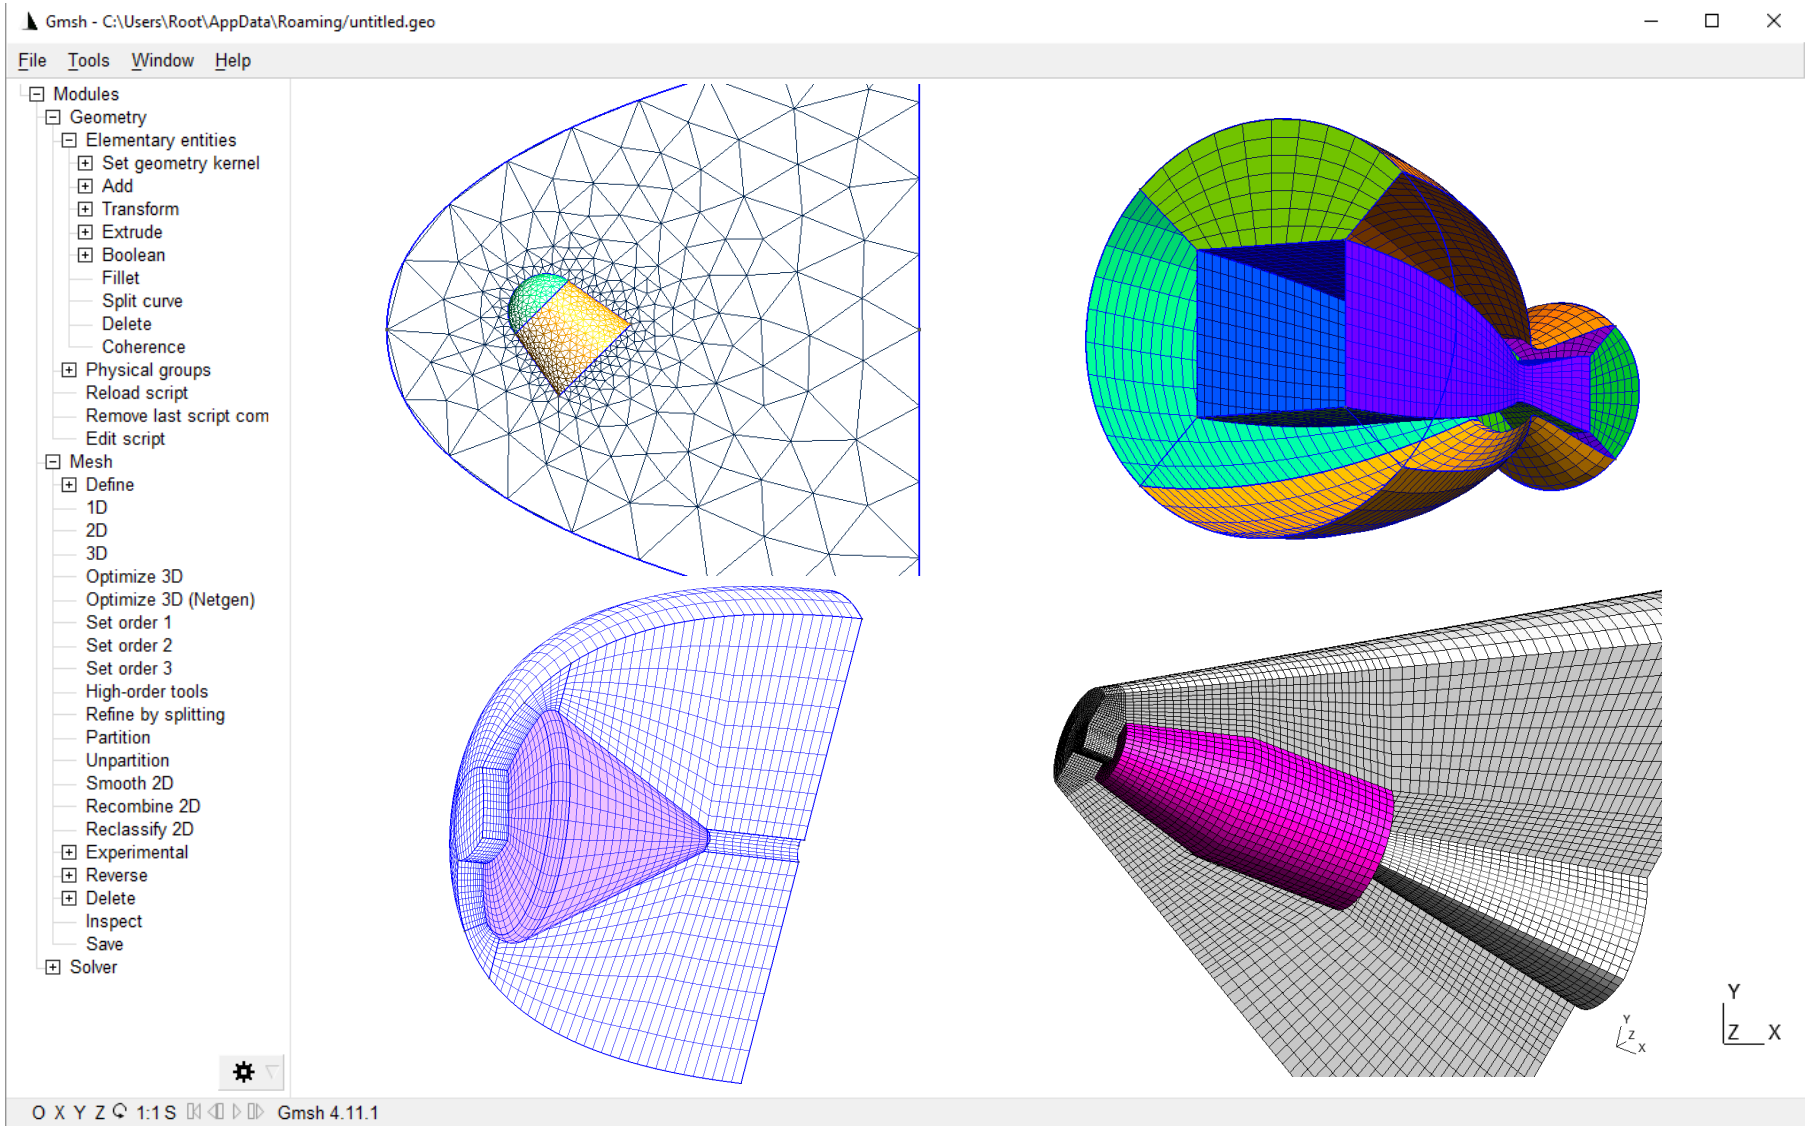 Gmsh - C:\Users\Root\AppData\Roaming/untitled.geo
File Tools Window Help
Modules
Geometry
Elementary entities
Set geometry kernel
Add
Transform
Extrude
Boolean
Fillet
Split curve
Delete
Coherence
Physical groups
Reload script
Remove last script com
Edit script
Mesh
Define
1D
2D
3D
Optimize 3D
Optimize 3D (Netgen)
Set order 1
Set order 2
Set order 3
High-order tools
Refine by splitting
Partition
Unpartition
Smooth 2D
Recombine 2D
Reclassify 2D
Experimental
Reverse
Delete
Inspect
Save
Solver
Y
Z X
Y
Z
X
O X Y Z 1:1 S Gmsh 4.11.1